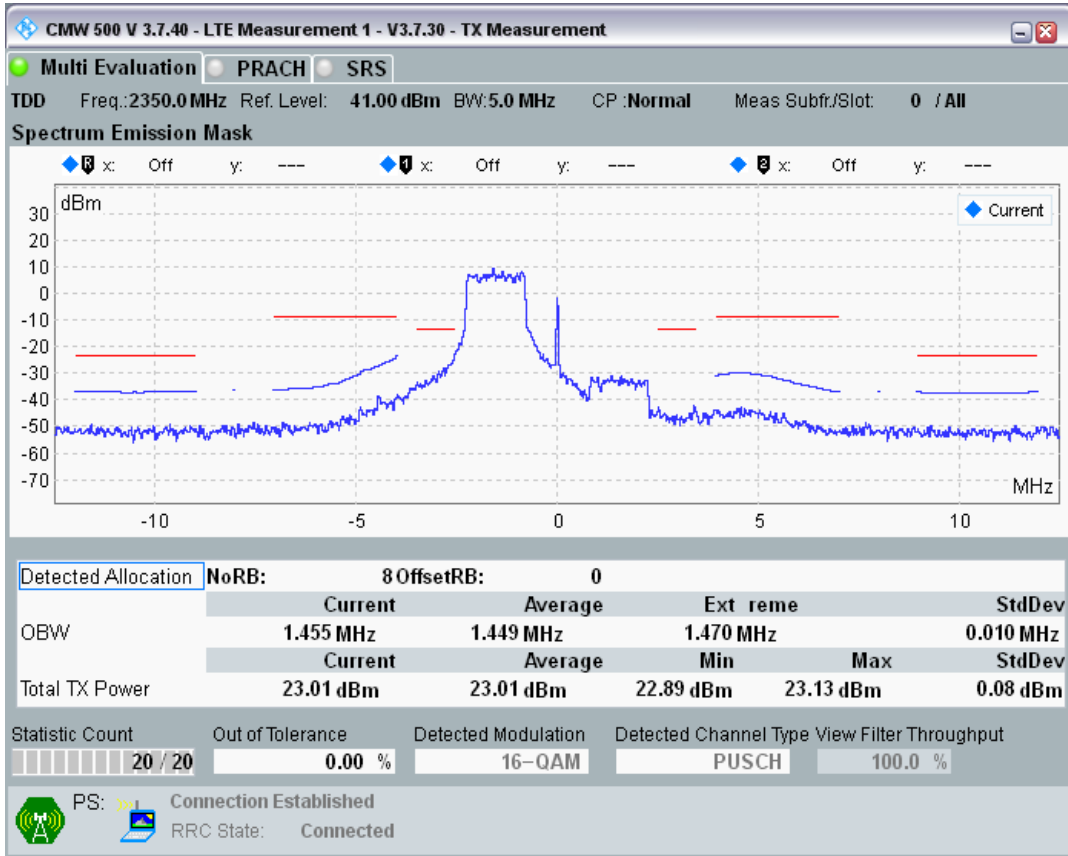 CMW 500 V 3.7.40 - LTE Measurement 1 - V3.7.30 - TX Measurement
Multi Evaluation PRACH SRS
TDD Freq.:2350.0 MHz Ref. Level: 41.00 dBm BW:5.0 MHz CP :Normal Meas Subfr./Slot: 0 / All
Spectrum Emission Mask
R x: Off y: --- 1 x: Off y: --- 2 x: Off y: ---
dBm
Current
30
20
10
0
-10
-20
-30
-40
-50
-60
-70
MHz
-10 -5 0 5 10
Detected Allocation NoRB: 8 OffsetRB: 0
Current Average Ext reme StdDev
OBW 1.455 MHz 1.449 MHz 1.470 MHz 0.010 MHz
Current Average Min Max StdDev
Total TX Power 23.01 dBm 23.01 dBm 22.89 dBm 23.13 dBm 0.08 dBm
Statistic Count Out of Tolerance Detected Modulation Detected Channel Type View Filter Throughput
20 / 20 0.00 % 16-QAM PUSCH 100.0 %
PS: Connection Established
RRC State: Connected